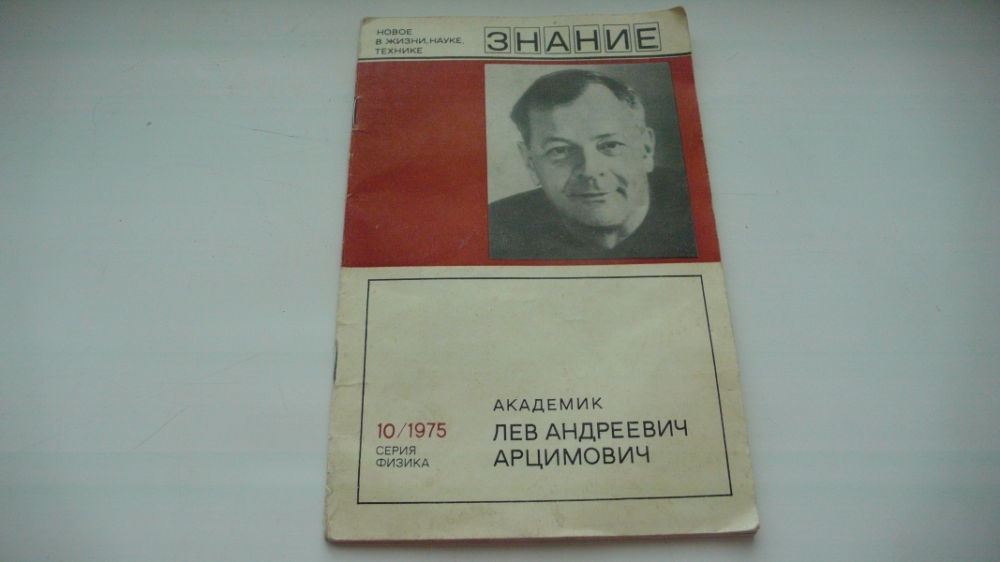 НОВОЕ
В ЖИЗНИ, НАУКЕ,
ТЕХНИКЕ
ЗНАНИЕ
10/1975
СЕРИЯ
ФИЗИКА
АКАДЕМИК
ЛЕВ АНДРЕЕВИЧ
АРЦИМОВИЧ